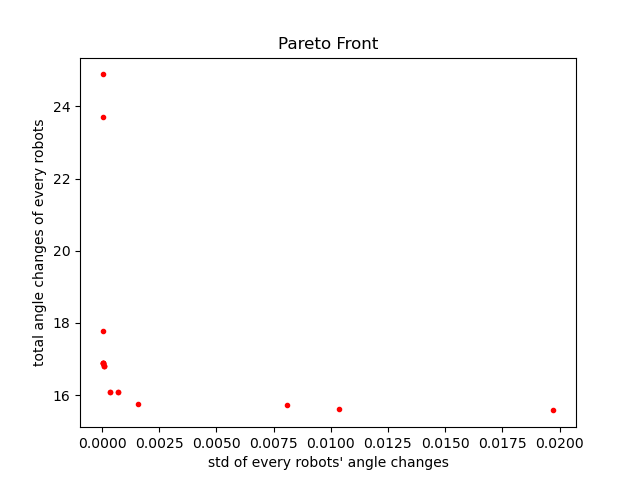 Pareto Front
total angle changes of every robots
24
22
20
18
16
0.0000 0.0025 0.0050 0.0075 0.0100 0.0125 0.0150 0.0175 0.0200
std of every robots' angle changes